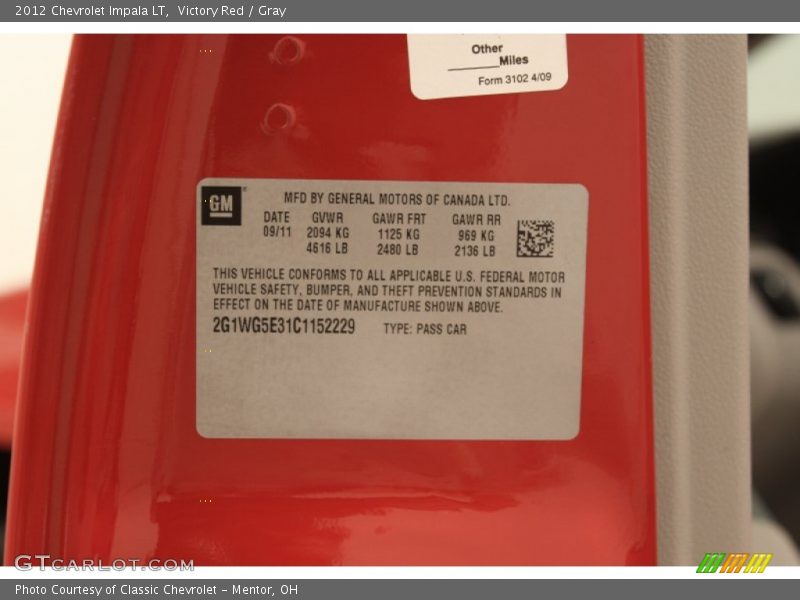 2012 Chevrolet Impala LT, Victory Red / Gray
Other
______Miles
Form 3102 4/09
GM
MFD BY GENERAL MOTORS OF CANADA LTD.
DATE GVWR GAWR FRT GAWR RR
09/11 2094 KG 1125 KG 969 KG
4616 LB 2480 LB 2136 LB
THIS VEHICLE CONFORMS TO ALL APPLICABLE U.S. FEDERAL MOTOR
VEHICLE SAFETY, BUMPER, AND THEFT PREVENTION STANDARDS IN
EFFECT ON THE DATE OF MANUFACTURE SHOWN ABOVE.
2G1WG5E31C1152229 TYPE: PASS CAR
GTCARLOT.COM
Photo Courtesy of Classic Chevrolet - Mentor, OH